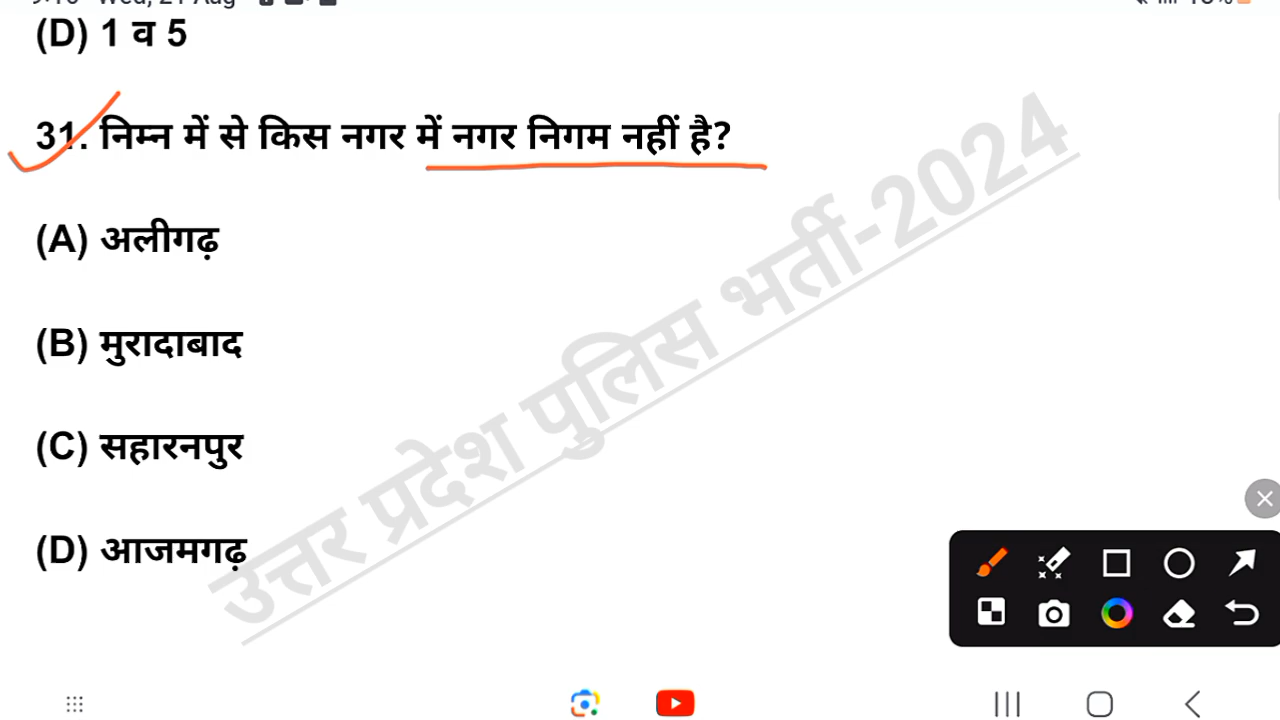 (D) 1 व 5
31. निम्न में से किस नगर में नगर निगम नहीं है?
(A) अलीगढ़
(B) मुरादाबाद
(C) सहारनपुर
(D) आजमगढ़
उत्तर प्रदेश पुलिस भर्ती-2024